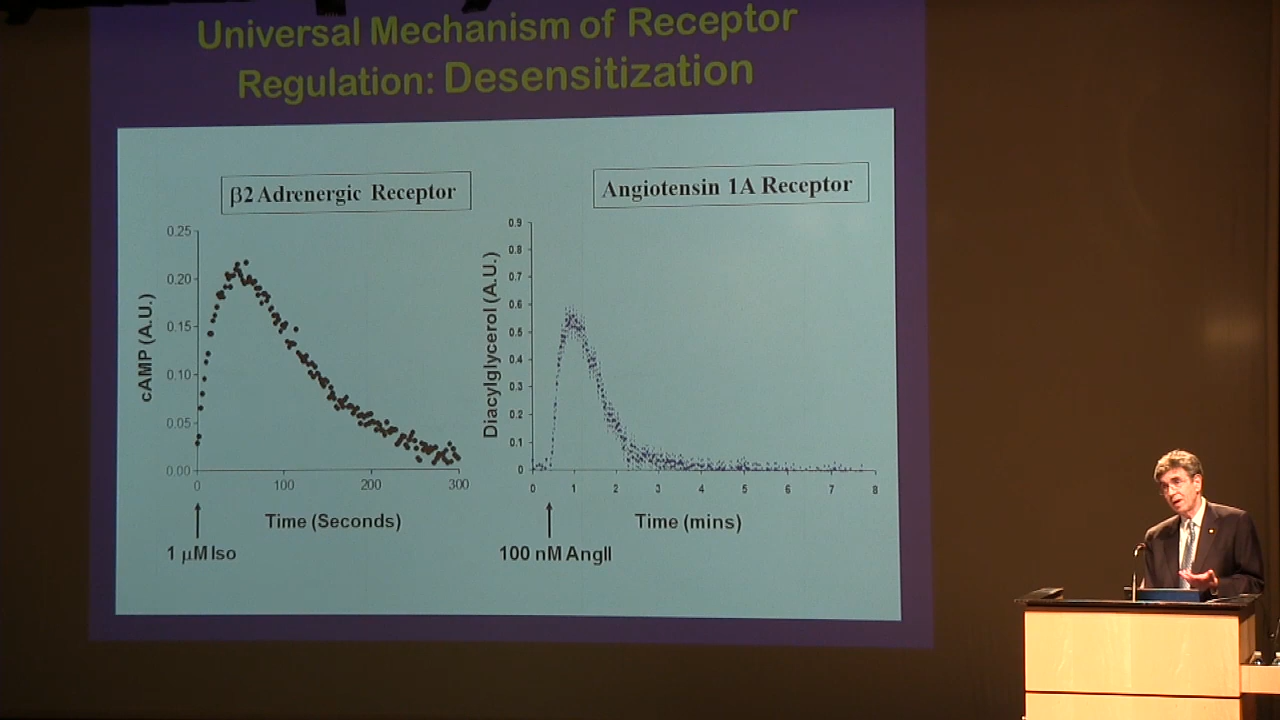 Universal Mechanism of Receptor
Regulation: Desensitization
β2 Adrenergic Receptor
0.25
0.20
0.15
0.10
0.05
0.00
cAMP (A.U.)
0
100
200
300
Time (Seconds)
1 μM Iso
Angiotensin 1A Receptor
0.9
0.8
0.7
0.6
0.5
0.4
0.3
0.2
0.1
0
Diacylglycerol (A.U.)
0
1
2
3
4
5
6
7
8
Time (mins)
100 nM AngII